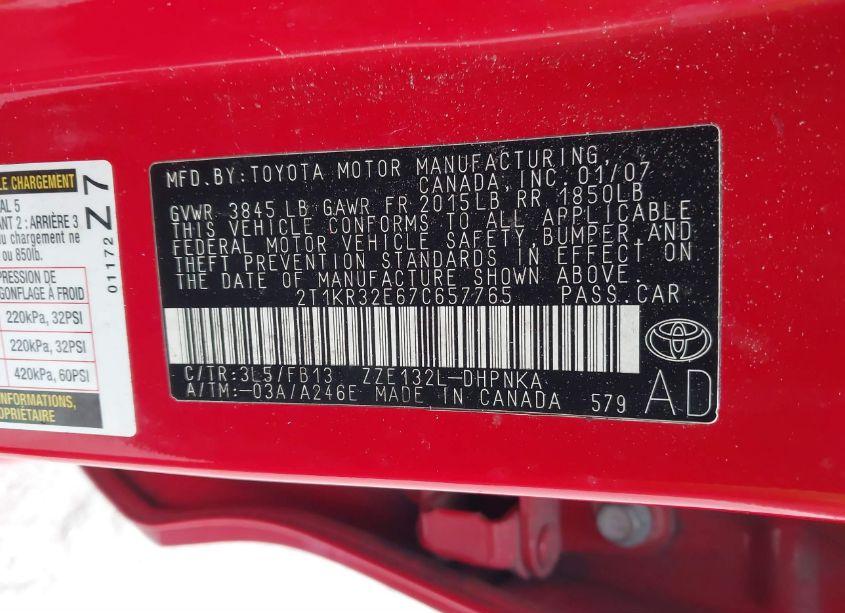 LE CHARGEMENT
AL 5
ANT 2 : ARRIÈRE 3
u chargement ne
ou 850lb.
PRESSION DE
GONFLAGE À FROID
220kPa, 32PSI
220kPa, 32PSI
420kPa, 60PSI
INFORMATIONS,
PROPRIÉTAIRE
Z 7
01172
MFD.BY: TOYOTA MOTOR MANUFACTURING,
CANADA, INC. 01/07
GVWR 3845 LB GAWR FR 2015LB RR 1850LB
THIS VEHICLE CONFORMS TO ALL APPLICABLE
FEDERAL MOTOR VEHICLE SAFETY, BUMPER, AND
THEFT PREVENTION STANDARDS IN EFFECT ON
THE DATE OF MANUFACTURE SHOWN ABOVE.
2T1KR32E67C657765 PASS.CAR
C/TR:3L5/FB13 ZZE132L-DHPNKA
A/TM:-03A/A246E MADE IN CANADA 579
AD